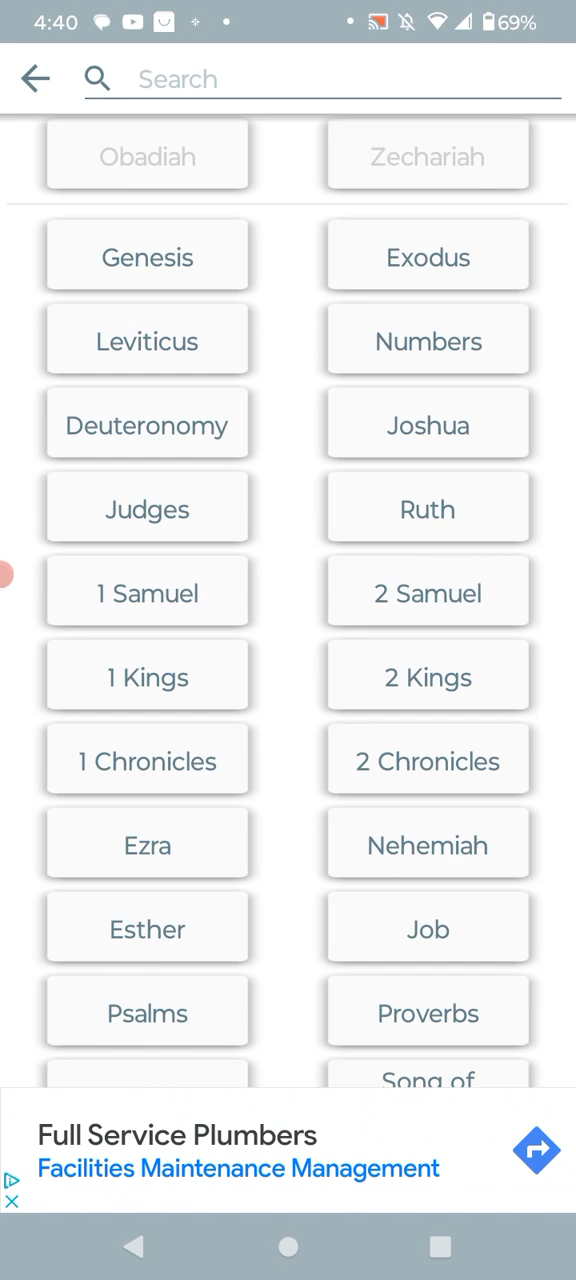 4:40
69%
Search
Obadiah
Zechariah
Genesis
Exodus
Leviticus
Numbers
Deuteronomy
Joshua
Judges
Ruth
1 Samuel
2 Samuel
1 Kings
2 Kings
1 Chronicles
2 Chronicles
Ezra
Nehemiah
Esther
Job
Psalms
Proverbs
Song of
Full Service Plumbers
Facilities Maintenance Management